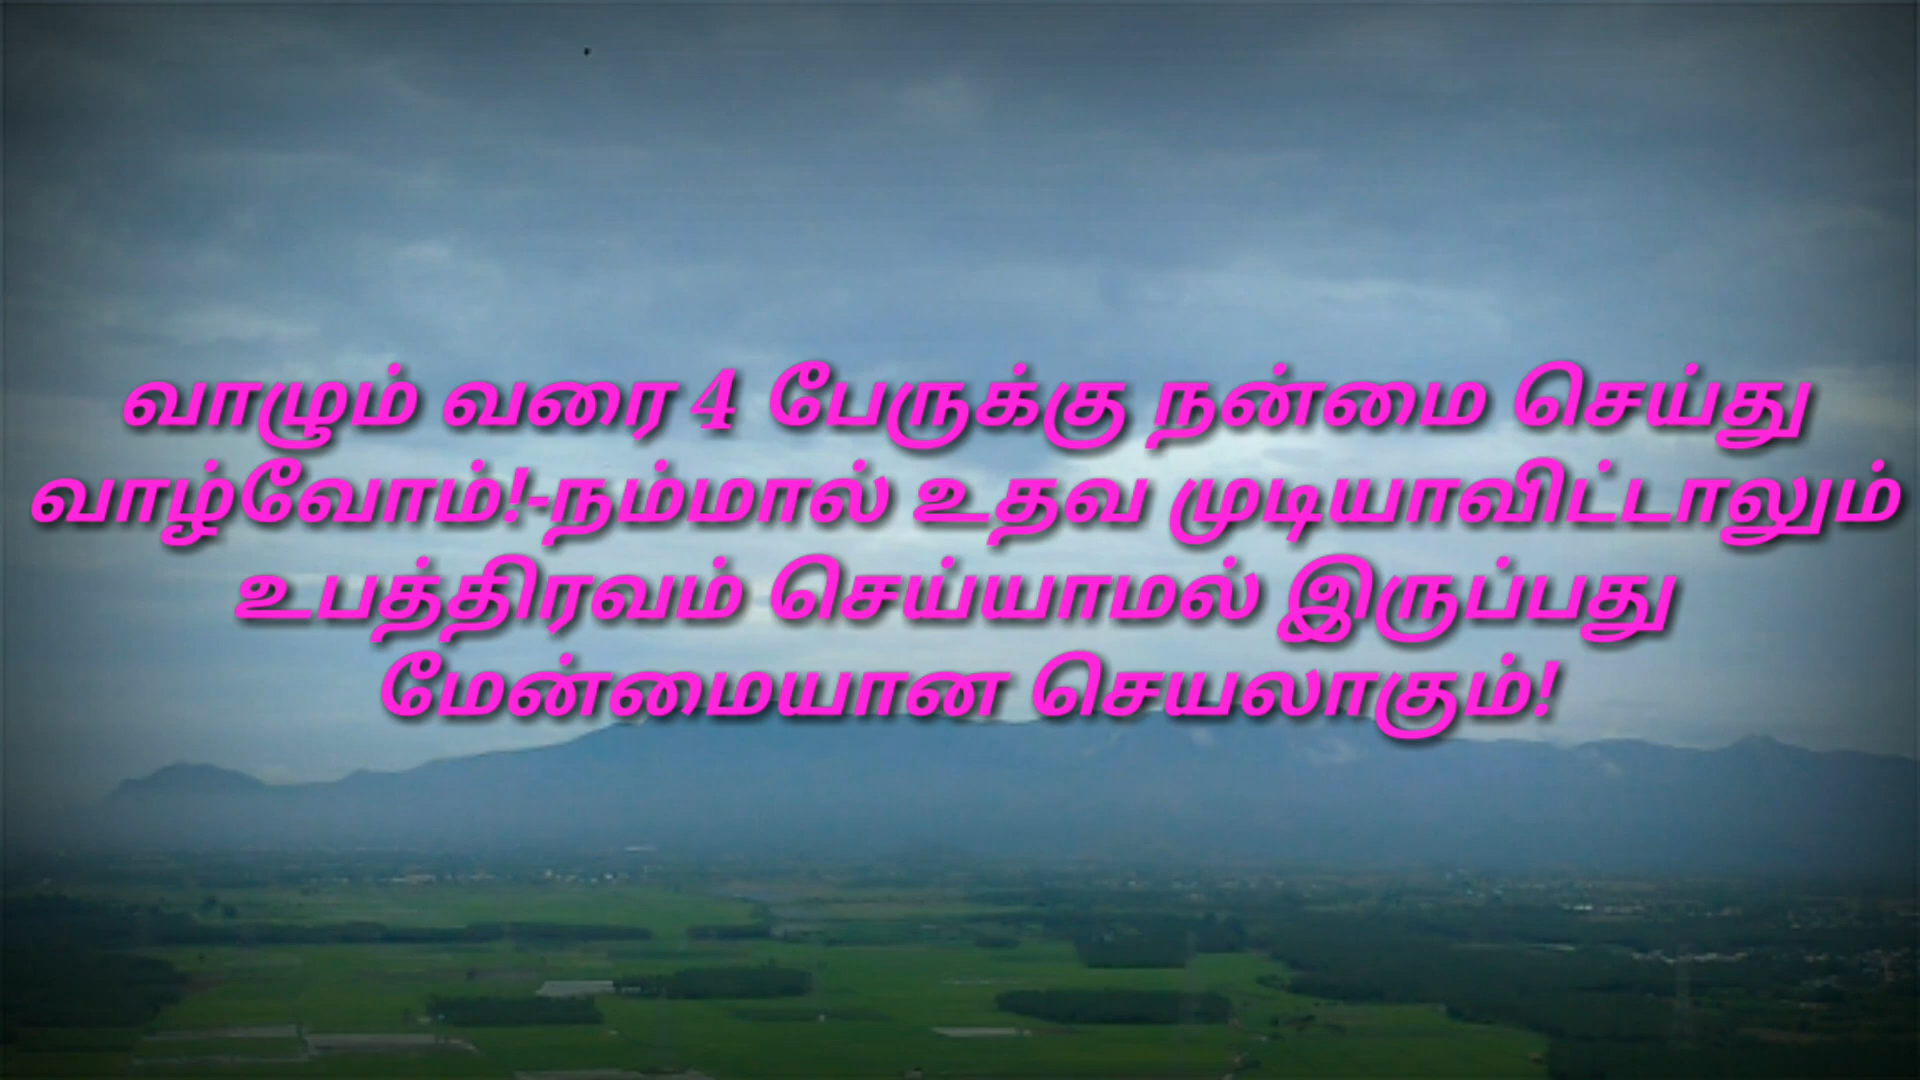 வாழும் வரை 4 பேருக்கு நன்மை செய்து
வாழ்வோம்!-நம்மால் உதவ முடியாவிட்டாலும்
உபத்திரவம் செய்யாமல் இருப்பது
மேன்மையான செயலாகும்!